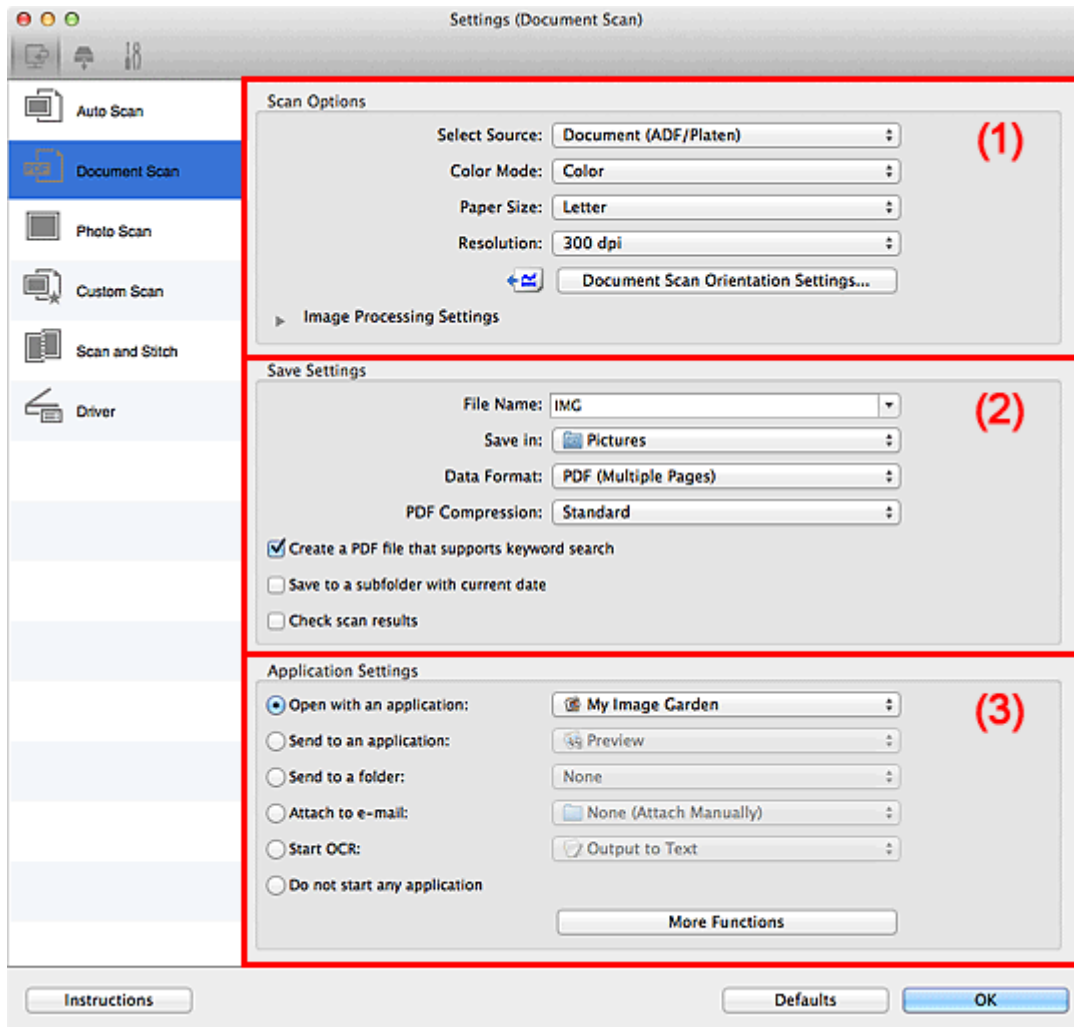 Settings (Document Scan)
Auto Scan
Document Scan
Photo Scan
Custom Scan
Scan and Stitch
Driver
Scan Options
(1)
Select Source: Document (ADF/Platen)
Color Mode: Color
Paper Size: Letter
Resolution: 300 dpi
Document Scan Orientation Settings...
Image Processing Settings
Save Settings
(2)
File Name: IMG
Save in: Pictures
Data Format: PDF (Multiple Pages)
PDF Compression: Standard
Create a PDF file that supports keyword search
Save to a subfolder with current date
Check scan results
Application Settings
(3)
Open with an application: My Image Garden
Send to an application: Preview
Send to a folder: None
Attach to e-mail: None (Attach Manually)
Start OCR: Output to Text
Do not start any application
More Functions
Instructions
Defaults
OK